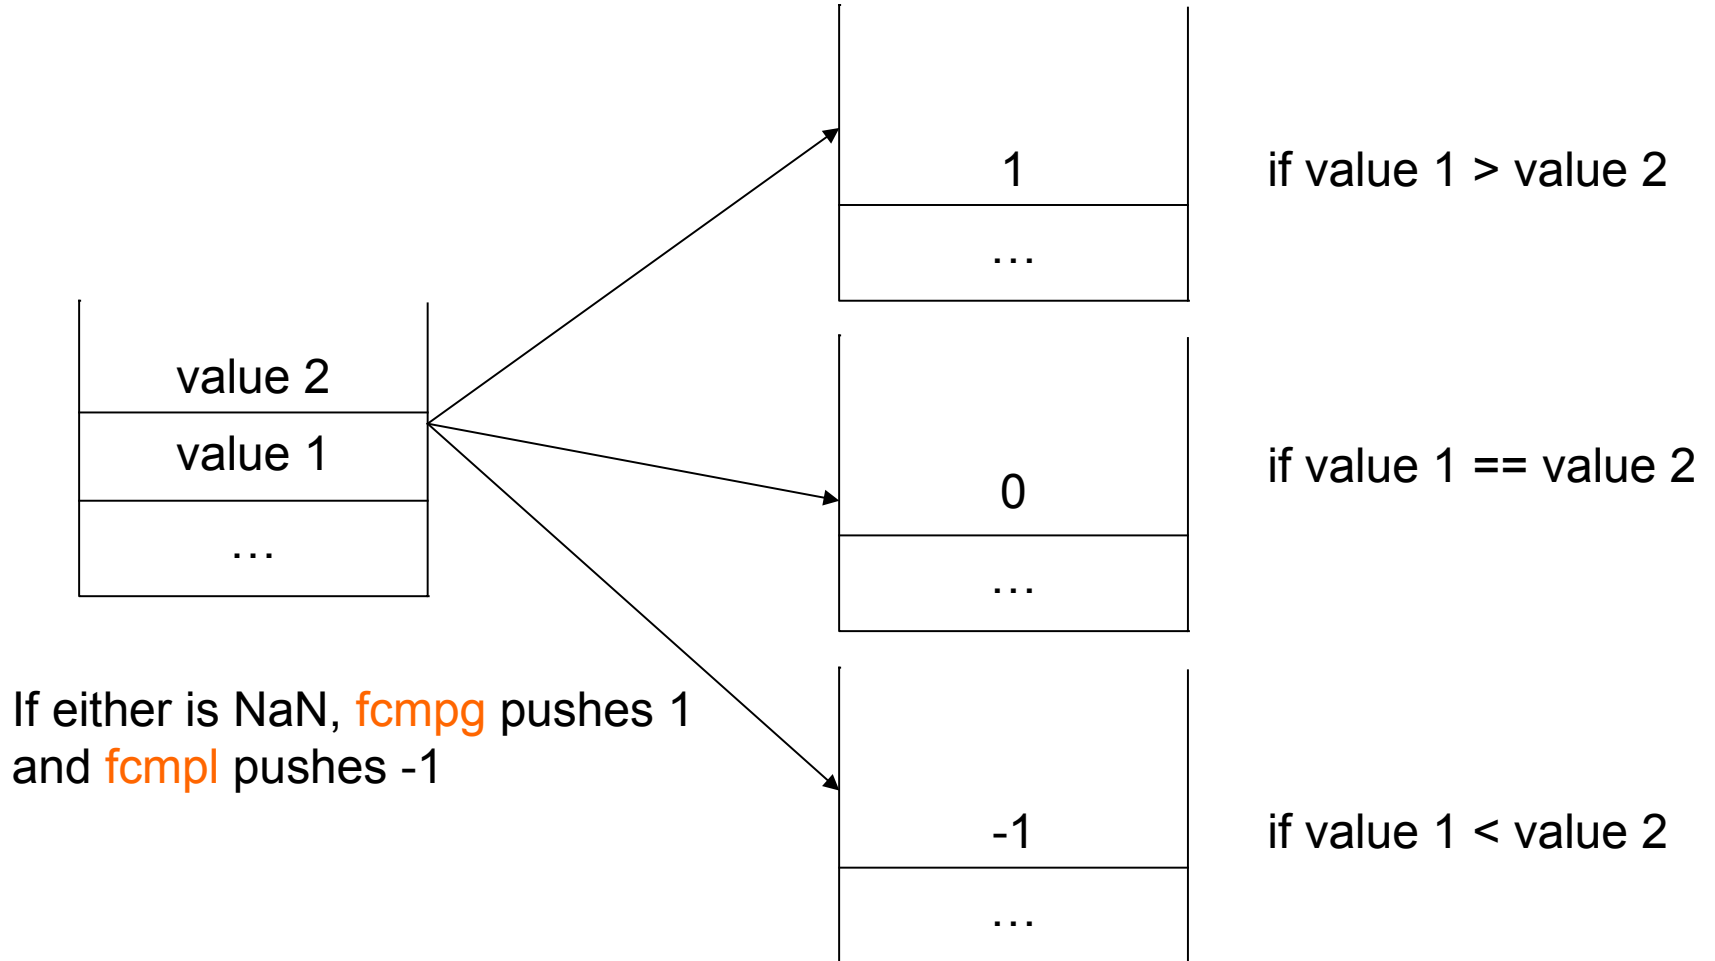 1
if value 1 > value 2
…
value 2
value 1
…
0
if value 1 == value 2
…
If either is NaN, fcmpg pushes 1
and fcmpl pushes -1
-1
if value 1 < value 2
…